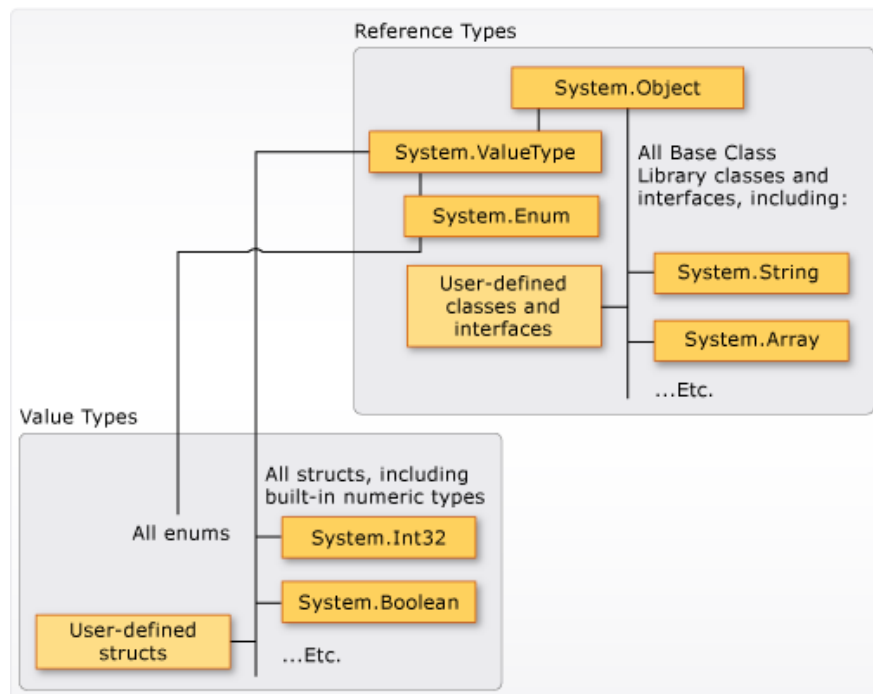 Reference Types
System.Object
System.ValueType
All Base Class
Library classes and
interfaces, including:
System.Enum
System.String
User-defined
classes and
interfaces
System.Array
...Etc.
Value Types
All structs, including
built-in numeric types
All enums
System.Int32
System.Boolean
User-defined
structs
...Etc.